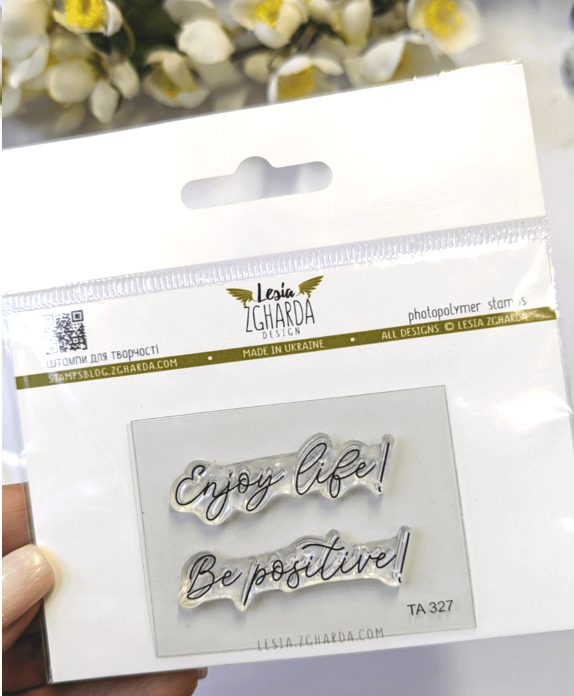 Lesia
ZGHARDA
DESIGN
photopolymer stamps
штампи для творчості
STAMPSBLOG.ZGHARDA.COM • MADE IN UKRAINE • ALL DESIGNS © LESIA ZGHARDA
Enjoy life!
Be positive!
TA 327
LESIA.ZGHARDA.COM